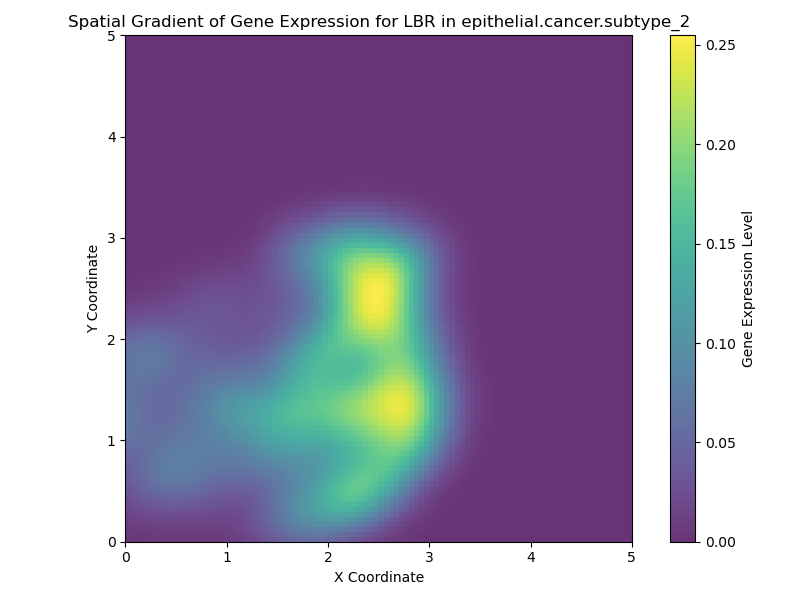 Spatial Gradient of Gene Expression for LBR in epithelial.cancer.subtype_2
5
4
3
2
1
0
0 1 2 3 4 5
Y Coordinate
X Coordinate
0.25
0.20
0.15
0.10
0.05
0.00
Gene Expression Level